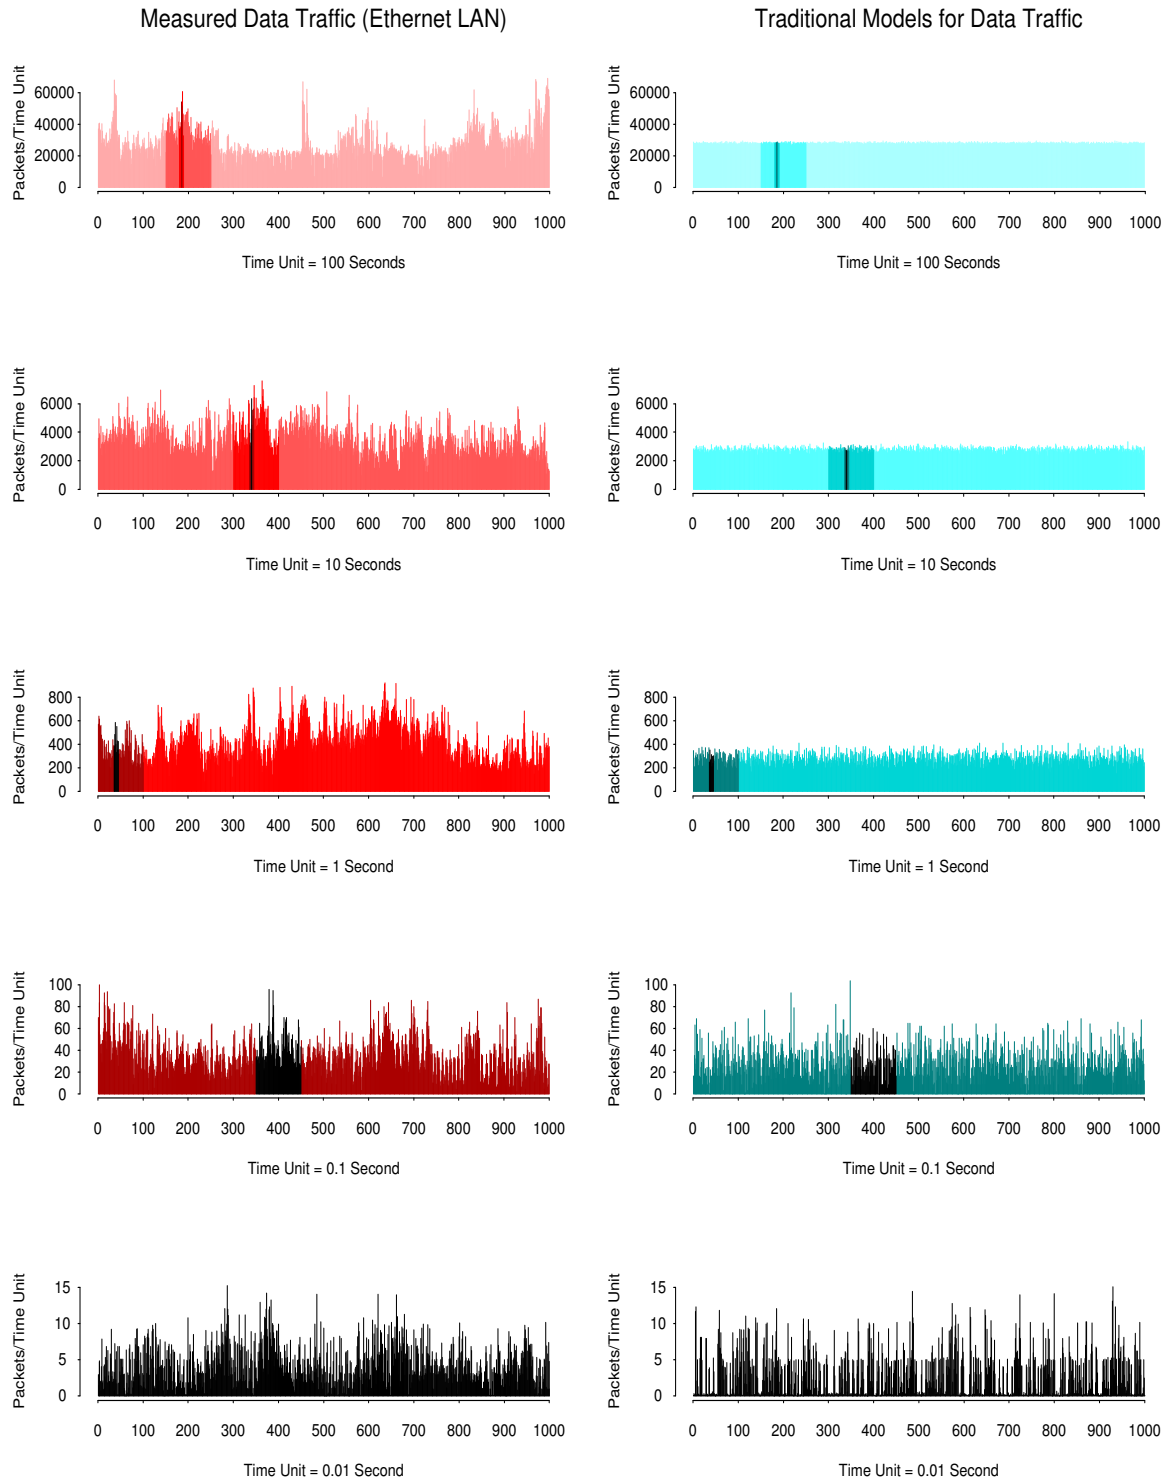 Measured Data Traffic (Ethernet LAN)
Traditional Models for Data Traffic
Packets/Time Unit
60000
40000
20000
0
0 100 200 300 400 500 600 700 800 900 1000
Time Unit = 100 Seconds
Packets/Time Unit
60000
40000
20000
0
0 100 200 300 400 500 600 700 800 900 1000
Time Unit = 100 Seconds
Packets/Time Unit
6000
4000
2000
0
0 100 200 300 400 500 600 700 800 900 1000
Time Unit = 10 Seconds
Packets/Time Unit
6000
4000
2000
0
0 100 200 300 400 500 600 700 800 900 1000
Time Unit = 10 Seconds
Packets/Time Unit
800
600
400
200
0
0 100 200 300 400 500 600 700 800 900 1000
Time Unit = 1 Second
Packets/Time Unit
800
600
400
200
0
0 100 200 300 400 500 600 700 800 900 1000
Time Unit = 1 Second
Packets/Time Unit
100
80
60
40
20
0
0 100 200 300 400 500 600 700 800 900 1000
Time Unit = 0.1 Second
Packets/Time Unit
100
80
60
40
20
0
0 100 200 300 400 500 600 700 800 900 1000
Time Unit = 0.1 Second
Packets/Time Unit
15
10
5
0
0 100 200 300 400 500 600 700 800 900 1000
Time Unit = 0.01 Second
Packets/Time Unit
15
10
5
0
0 100 200 300 400 500 600 700 800 900 1000
Time Unit = 0.01 Second